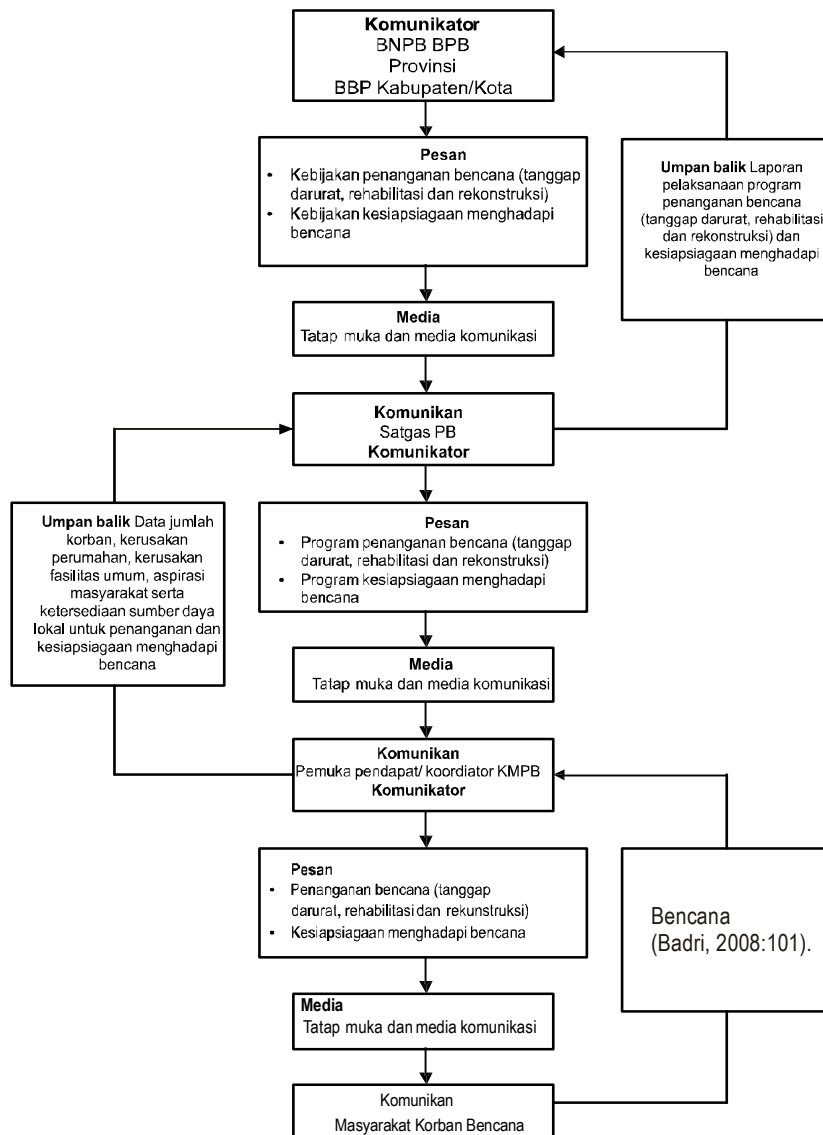 Komunikator
BNPB BPB
Provinsi
BBP Kabupaten/Kota
Pesan
• Kebijakan penanganan bencana (tanggap
darurat, rehabilitasi dan rekonstruksi)
• Kebijakan kesiapsiagaan menghadapi
bencana
Umpan balik Laporan
pelaksanaan program
penanganan bencana
(tanggap darurat, rehabilitasi
dan rekonstruksi) dan
kesiapsiagaan menghadapi
bencana
Media
Tatap muka dan media komunikasi
Komunikan
Satgas PB
Komunikator
Umpan balik Data jumlah
korban, kerusakan
perumahan, kerusakan
fasilitas umum, aspirasi
masyarakat serta
ketersediaan sumber daya
lokal untuk penanganan dan
kesiapsiagaan menghadapi
bencana
Pesan
• Program penanganan bencana (tanggap
darurat, rehabilitasi dan rekonstruksi)
• Program kesiapsiagaan menghadapi
bencana
Media
Tatap muka dan media komunikasi
Komunikan
Pemuka pendapat/ koordiator KMPB
Komunikator
Pesan
• Penanganan bencana (tanggap
darurat, rehabilitasi dan rekunstruksi)
• Kesiapsiagaan menghadapi bencana
Bencana
(Badri, 2008:101).
Media
Tatap muka dan media komunikasi
Komunikan
Masyarakat Korban Bencana